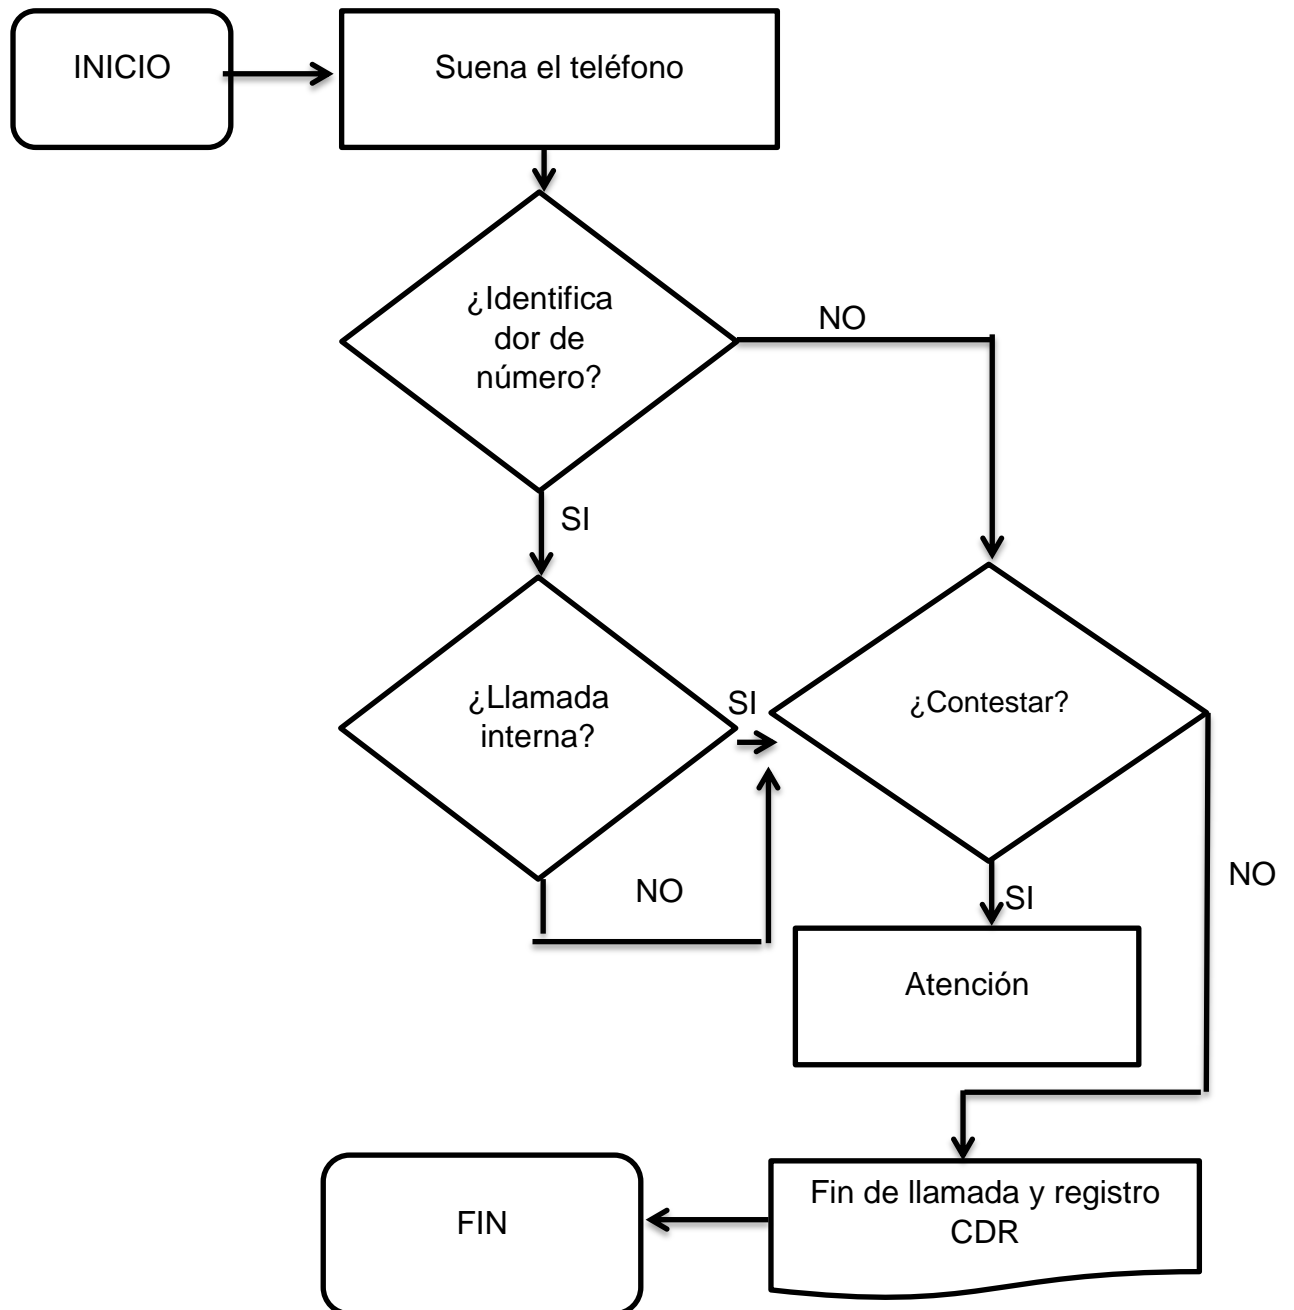 INICIO
Suena el teléfono
¿Identifica
dor de
número?
NO
SI
¿Llamada
interna?
SI
¿Contestar?
NO
NO
SI
Atención
Fin de llamada y registro
CDR
FIN